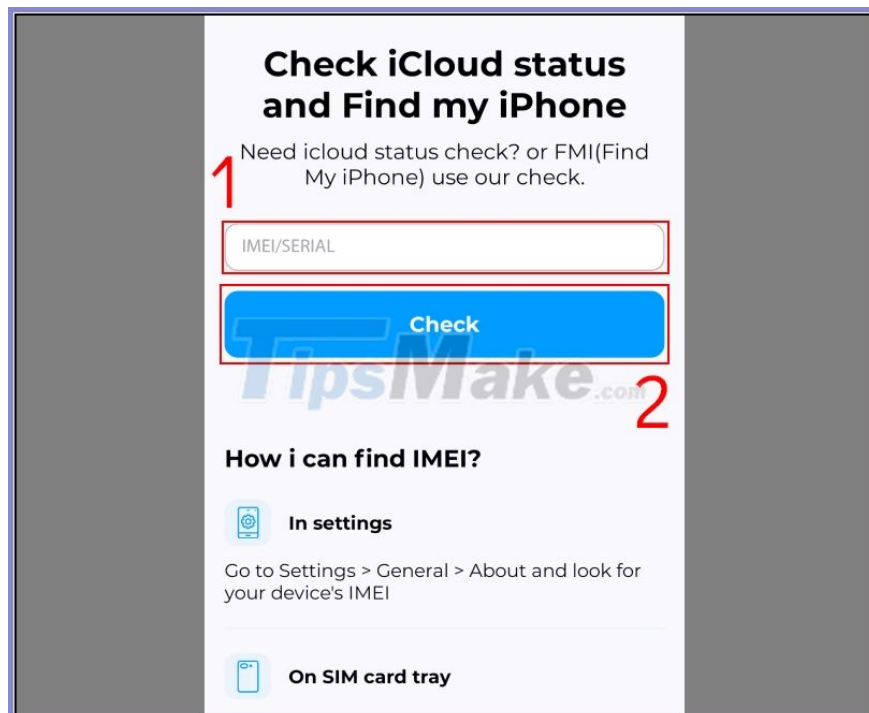 Check iCloud status
and Find my iPhone
Need icloud status check? or FMI(Find
My iPhone) use our check.
1
IMEI/SERIAL
Check
TipsMake.com
2
How i can find IMEI?
In settings
Go to Settings > General > About and look for
your device's IMEI
On SIM card tray